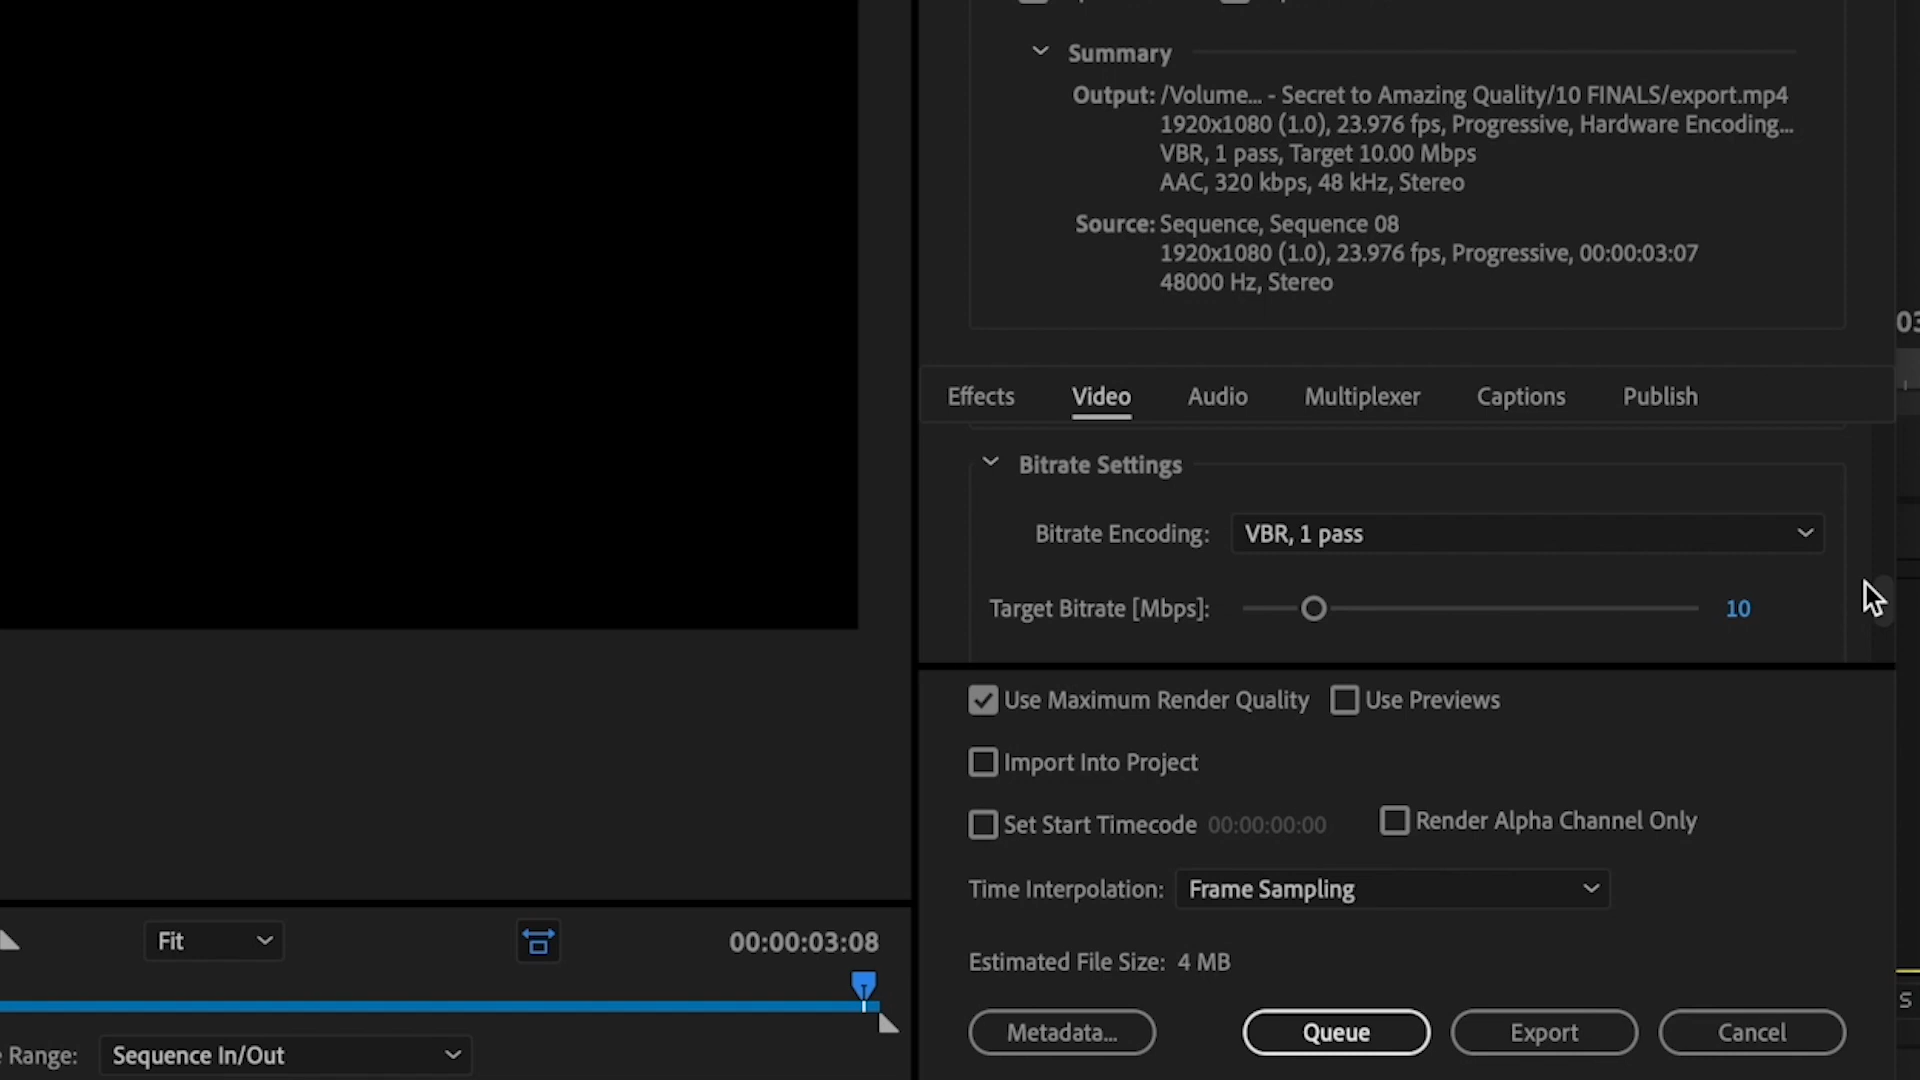 Summary
Output: /Volume... - Secret to Amazing Quality/10 FINALS/export.mp4
1920x1080 (1.0), 23.976 fps, Progressive, Hardware Encoding...
VBR, 1 pass, Target 10.00 Mbps
AAC, 320 kbps, 48 kHz, Stereo
Source: Sequence, Sequence 08
1920x1080 (1.0), 23.976 fps, Progressive, 00:00:03:07
48000 Hz, Stereo
03
Effects Video Audio Multiplexer Captions Publish
Bitrate Settings
Bitrate Encoding: VBR, 1 pass
Target Bitrate [Mbps]: 10
Use Maximum Render Quality Use Previews
Import Into Project
Set Start Timecode 00:00:00:00 Render Alpha Channel Only
Time Interpolation: Frame Sampling
Fit 00:00:03:08
Estimated File Size: 4 MB
S
Metadata... Queue Export Cancel
e Range: Sequence In/Out